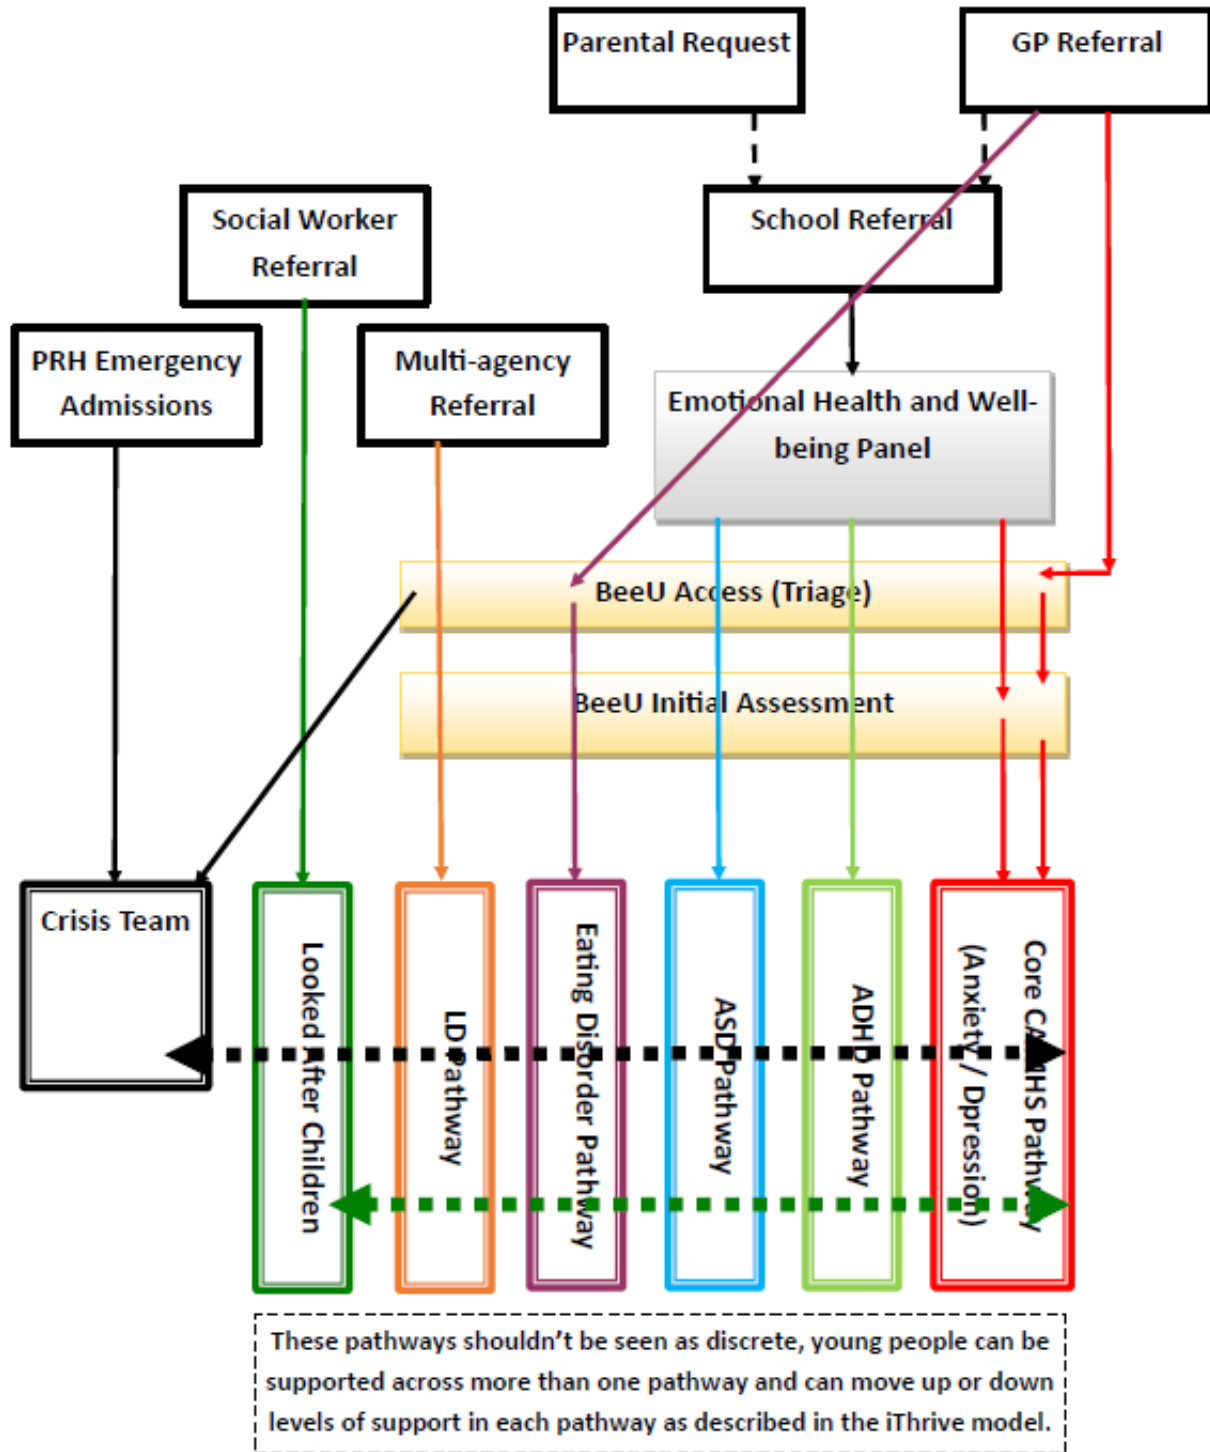 Parental Request
GP Referral
Social Worker
Referral
School Referral
PRH Emergency
Admissions
Multi-agency
Referral
Emotional Health and Well-
being Panel
BeeU Access (Triage)
BeeU Initial Assessment
Crisis Team
Looked After Children
LD Pathway
Eating Disorder Pathway
ASD Pathway
ADHD Pathway
Core CAMHS Pathway
(Anxiety / Dpression)
These pathways shouldn't be seen as discrete, young people can be
supported across more than one pathway and can move up or down
levels of support in each pathway as described in the iThrive model.